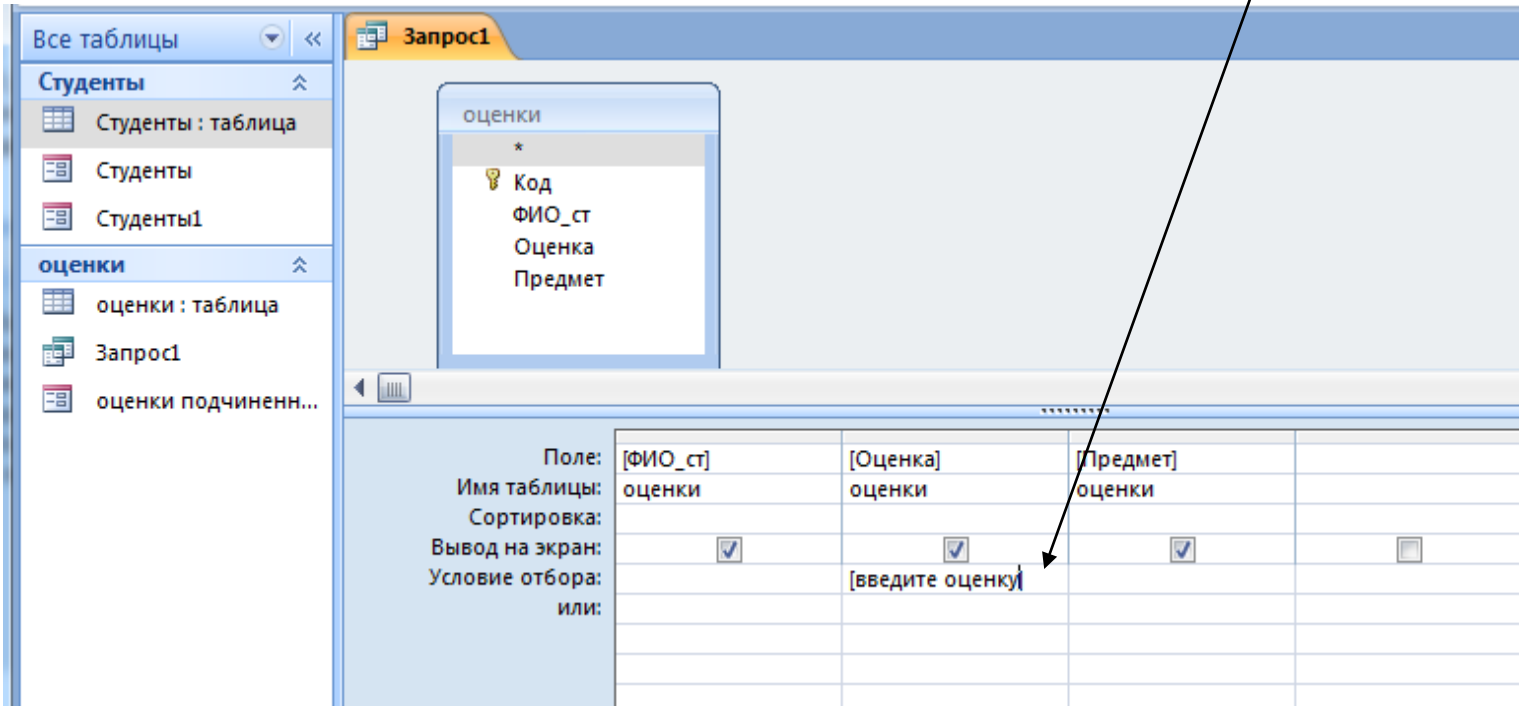 Все таблицы
Студенты
Студенты : таблица
Студенты
Студенты1
оценки
оценки : таблица
Запрос1
оценки подчиненн...
Запрос1
оценки
*
Код
ФИО_ст
Оценка
Предмет
Поле: [ФИО_ст] [Оценка] [Предмет]
Имя таблицы: оценки оценки оценки
Сортировка:
Вывод на экран:
Условие отбора: [введите оценку]
или: